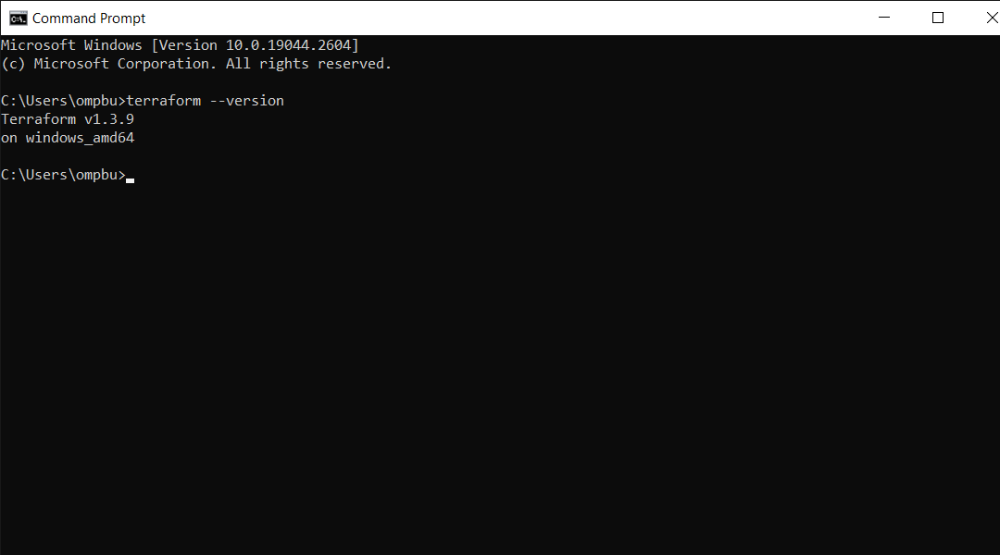 Command Prompt
Microsoft Windows [Version 10.0.19044.2604]
(c) Microsoft Corporation. All rights reserved.
C:\Users\ompbu>terraform --version
Terraform v1.3.9
on windows_amd64
C:\Users\ompbu>